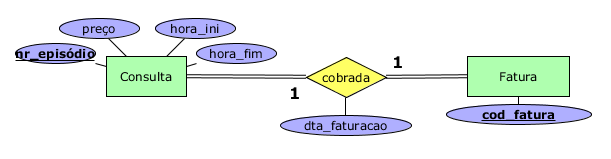 preço
hora_ini
nr_episódio
hora_fim
Consulta
cobrada
1
1
Fatura
dta_faturacao
cod_fatura